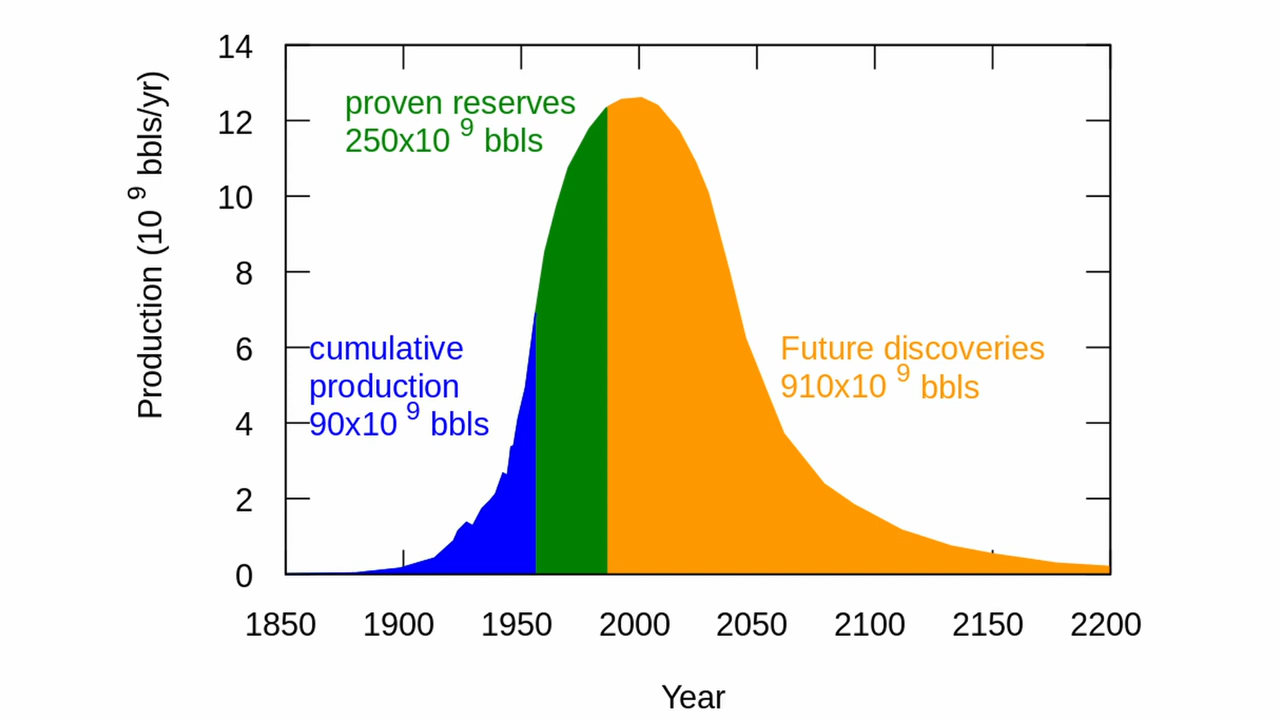 14
proven reserves
250x10 9 bbls
12
10
8
6
4
2
0
Production (10 9 bbls/yr)
cumulative
production
90x10 9 bbls
Future discoveries
910x10 9 bbls
1850 1900 1950 2000 2050 2100 2150 2200
Year